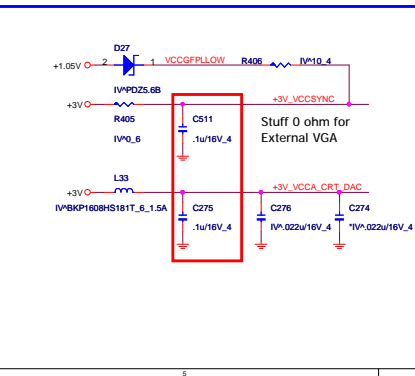 D27
+1.05V 2 1 VCCGFPLLOW R406 IV^10_4
IV^PDZ5.6B
+3V +3V_VCCSYNC
R405 C511 Stuff 0 ohm for
External VGA
IV^0_6 .1u/16V_4
L33
+3V +3V_VCCA_CRT_DAC
IV^BKP1608HS181T_6_1.5A C275 C276 C274
.1u/16V_4 IV^.022u/16V_4 *IV^.022u/16V_4
5